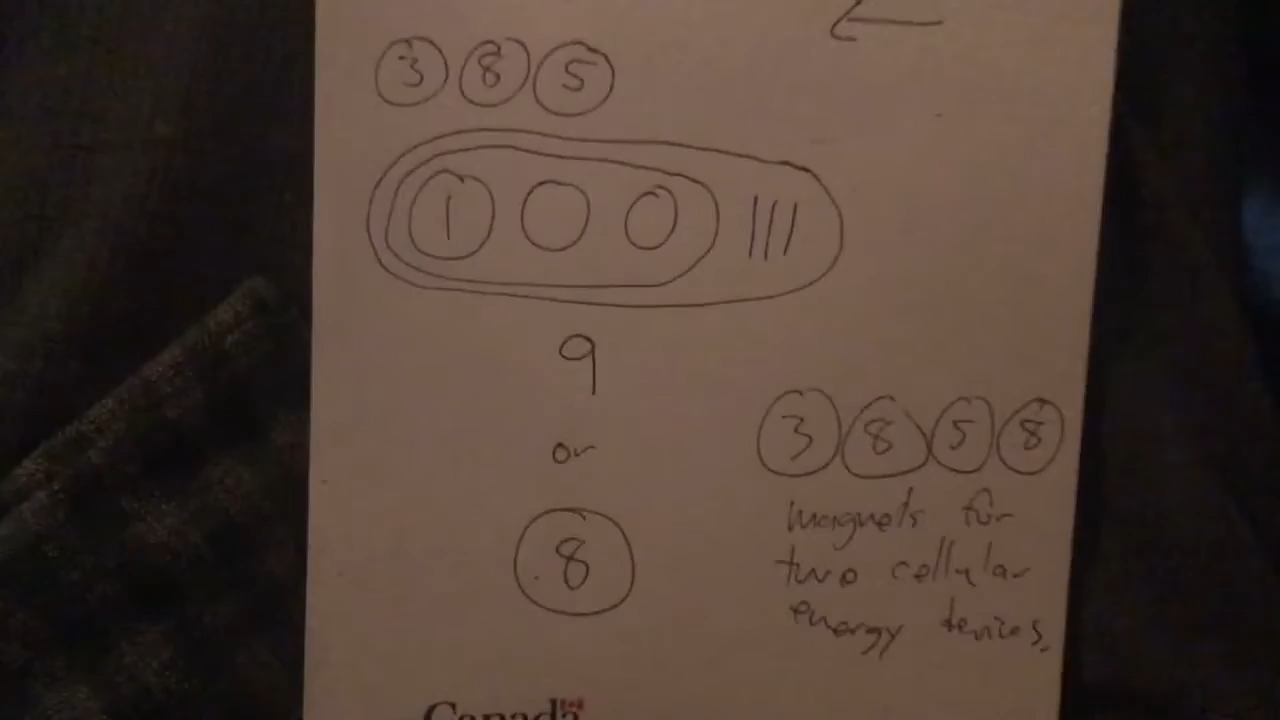 3 8 5
1 0 0 |||
9
or
8
3 8 5 8
magnets for
two cellular
energy devices.
Canada